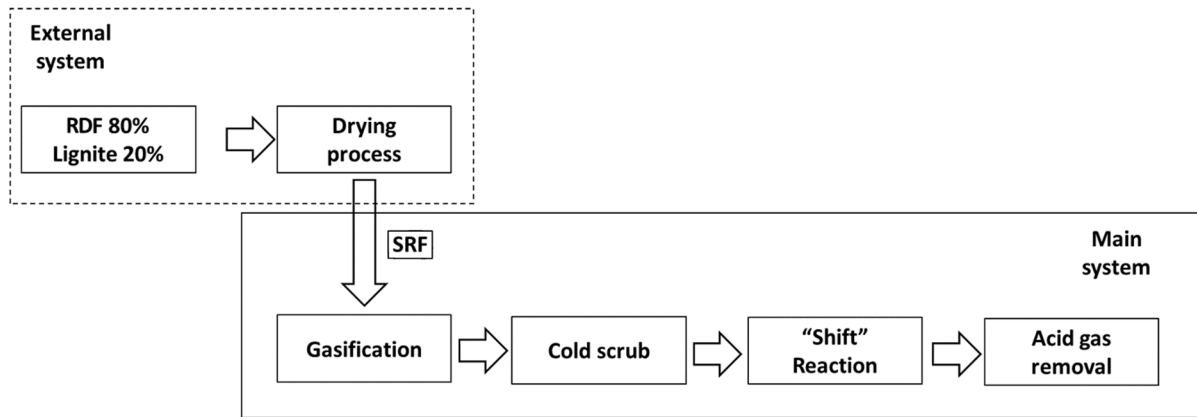 External
system
RDF 80%
Lignite 20%
Drying
process
SRF
Main
system
Gasification
Cold scrub
“Shift”
Reaction
Acid gas
removal